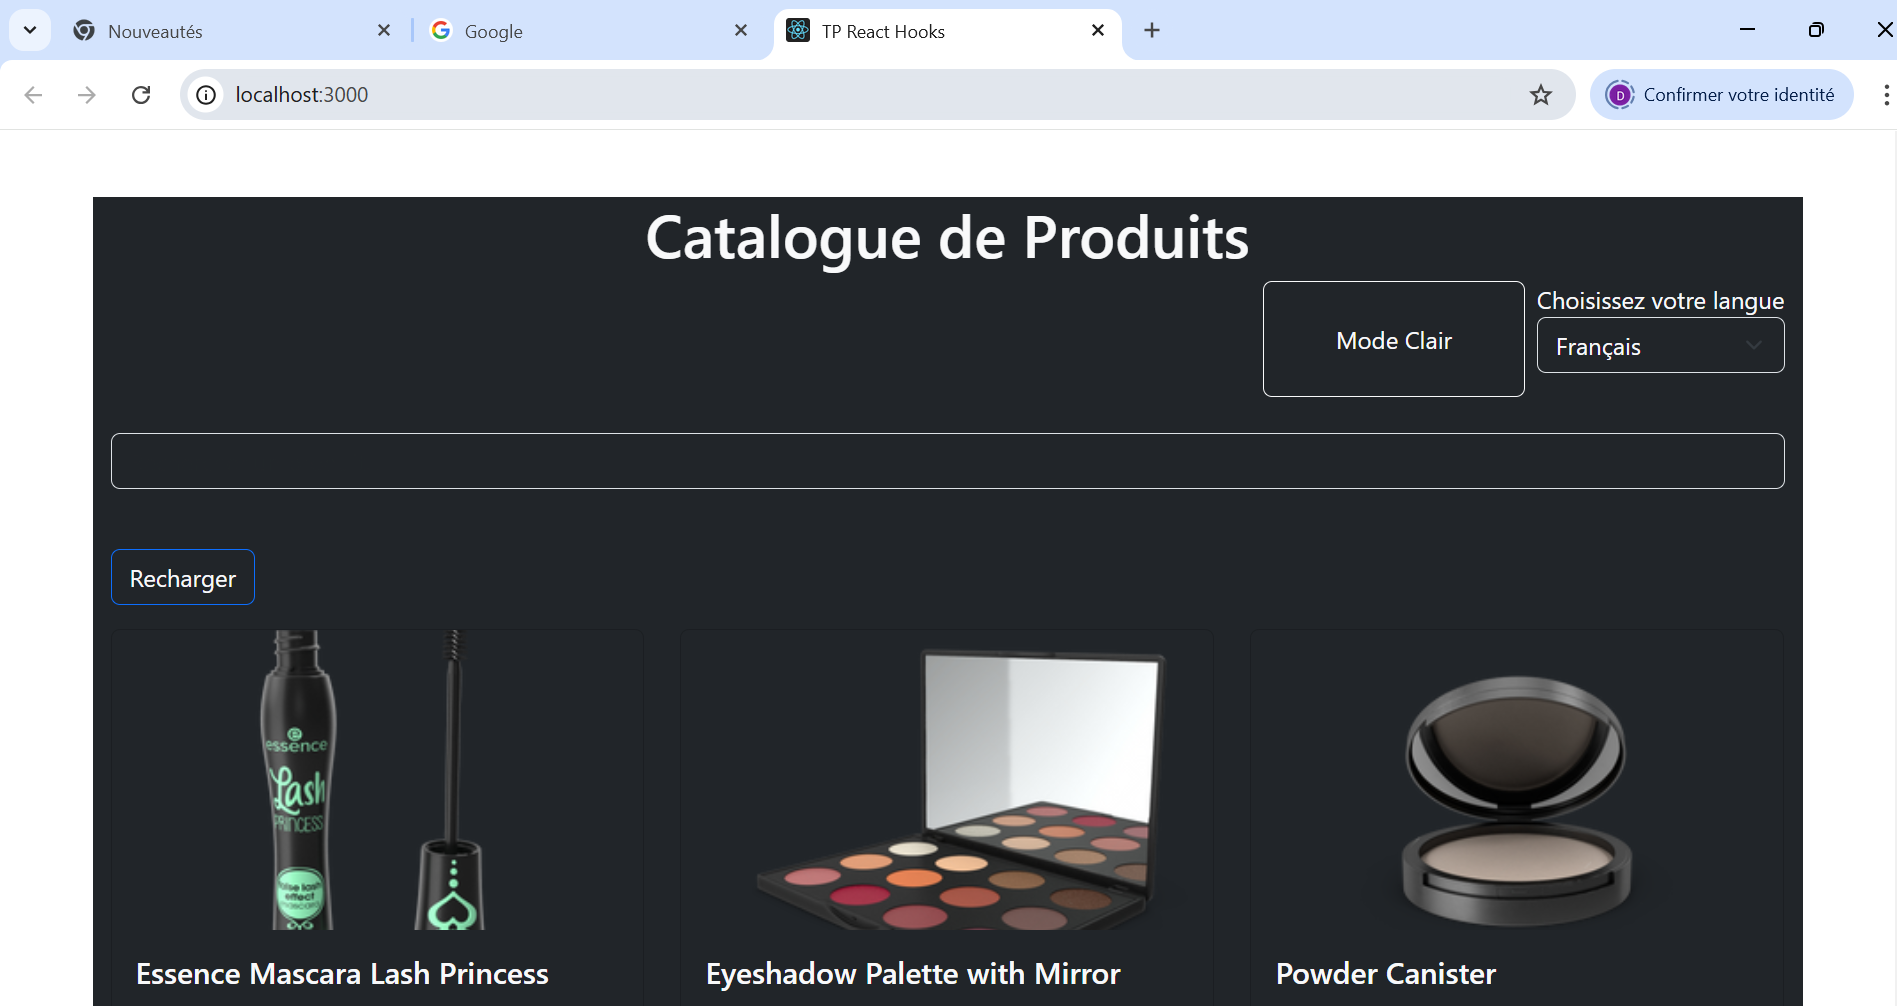 Nouveautés
Google
TP React Hooks
localhost:3000
D
Confirmer votre identité
Catalogue de Produits
Choisissez votre langue
Mode Clair
Français
Recharger
essence
Lash
PRINCESS
false lash
effect
mascara
Essence Mascara Lash Princess
Eyeshadow Palette with Mirror
Powder Canister